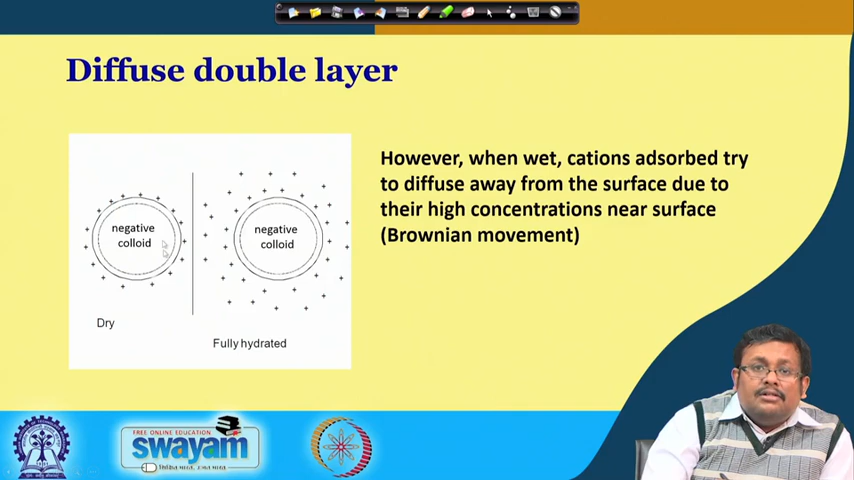 Diffuse double layer
However, when wet, cations adsorbed try
to diffuse away from the surface due to
their high concentrations near surface
(Brownian movement)
negative
colloid
negative
colloid
Dry
Fully hydrated
FREE ONLINE EDUCATION
swayam